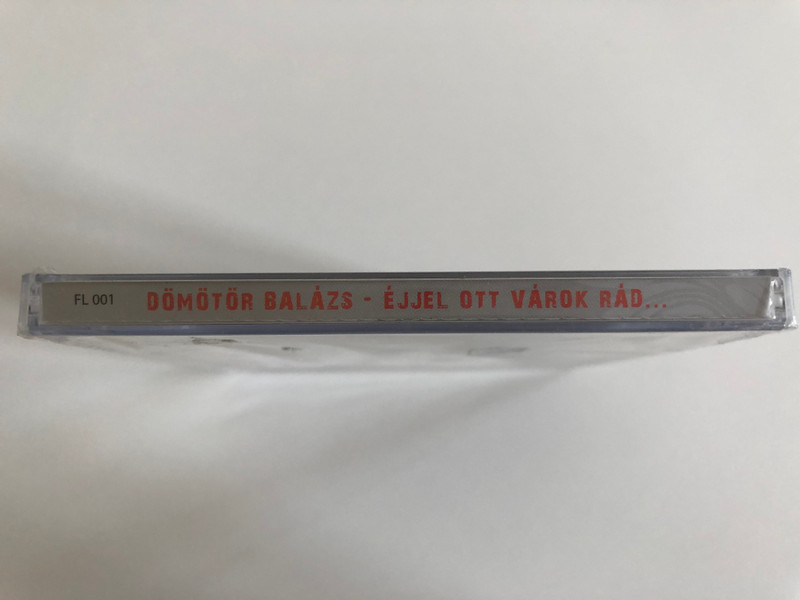 FL 001 DÖMÖTÖR BALÁZS - ÉJJEL OTT VÁROK RÁD...